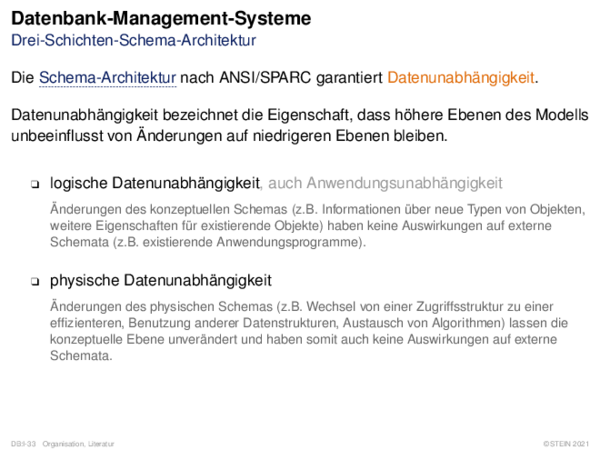 Datenbank-Management-Systeme
Drei-Schichten-Schema-Architektur
Die Schema-Architektur nach ANSI/SPARC garantiert Datenunabhängigkeit.
Datenunabhängigkeit bezeichnet die Eigenschaft, dass höhere Ebenen des Modells
unbeeinflusst von Änderungen auf niedrigeren Ebenen bleiben.
❑ logische Datenunabhängigkeit, auch Anwendungsunabhängigkeit
Änderungen des konzeptuellen Schemas (z.B. Informationen über neue Typen von Objekten,
weitere Eigenschaften für existierende Objekte) haben keine Auswirkungen auf externe
Schemata (z.B. existierende Anwendungsprogramme).
❑ physische Datenunabhängigkeit
Änderungen des physischen Schemas (z.B. Wechsel von einer Zugriffsstruktur zu einer
effizienteren, Benutzung anderer Datenstrukturen, Austausch von Algorithmen) lassen die
konzeptuelle Ebene unverändert und haben somit auch keine Auswirkungen auf externe
Schemata.
DB:I-33 Organisation, Literatur ©STEIN 2021